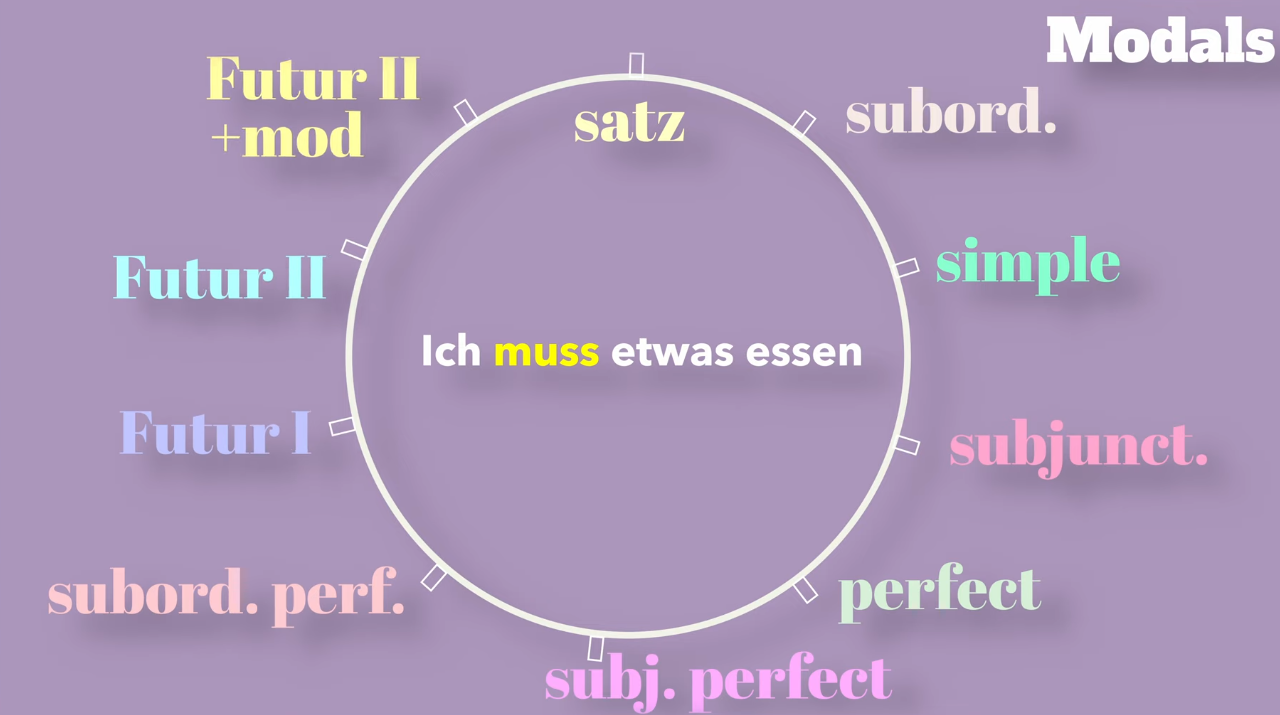 Modals
satz
subord.
simple
subjunct.
perfect
subj. perfect
subord. perf.
Futur I
Futur II
Futur II
+mod
Ich muss etwas essen